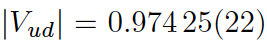 |V_{ud}| = 0.974 25(22)